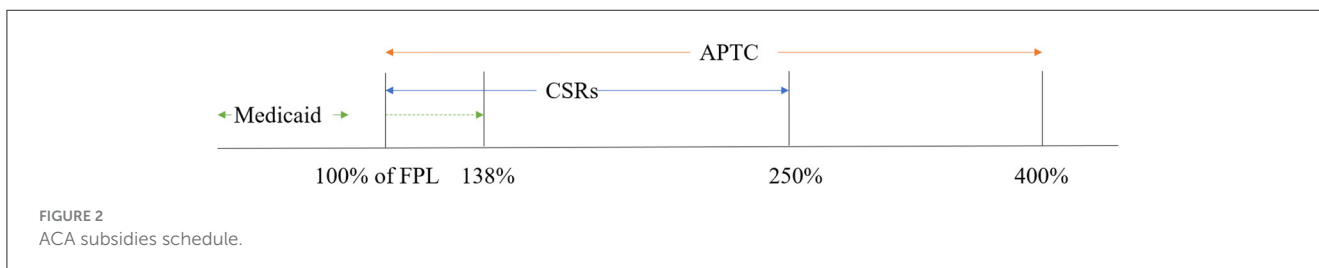 APTC
CSRs
Medicaid
100% of FPL 138% 250% 400%
FIGURE 2
ACA subsidies schedule.